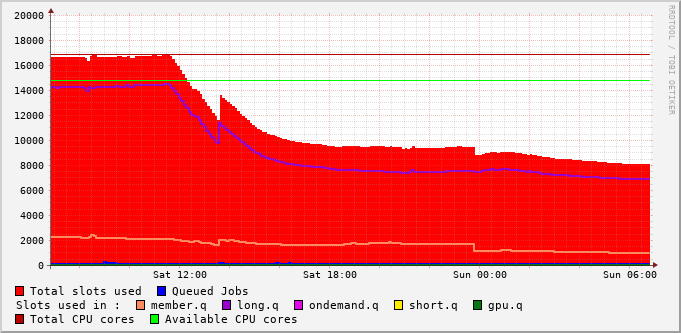 20000
18000
16000
14000
12000
10000
8000
6000
4000
2000
0
Sat 12:00 Sat 18:00 Sun 00:00 Sun 06:00
Total slots used Queued Jobs
Slots used in : member.q long.q ondemand.q short.q gpu.q
Total CPU cores Available CPU cores
RRDTOOL / TOBI OETIKER